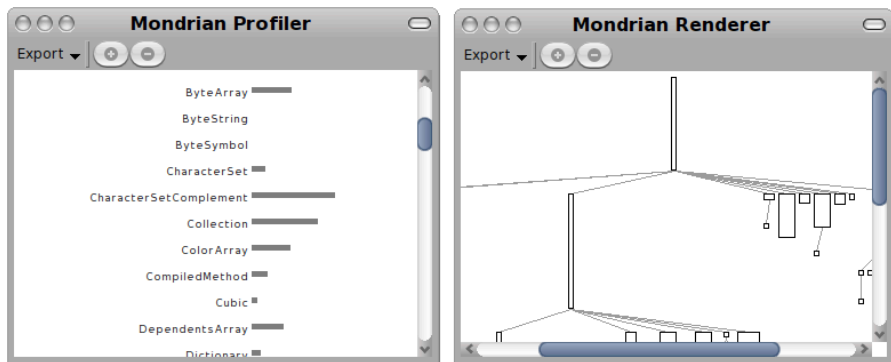 Mondrian Profiler
Export
ByteArray
ByteString
ByteSymbol
CharacterSet
CharacterSetComplement
Collection
ColorArray
CompiledMethod
Cubic
DependentsArray
Dictionary
Mondrian Renderer
Export